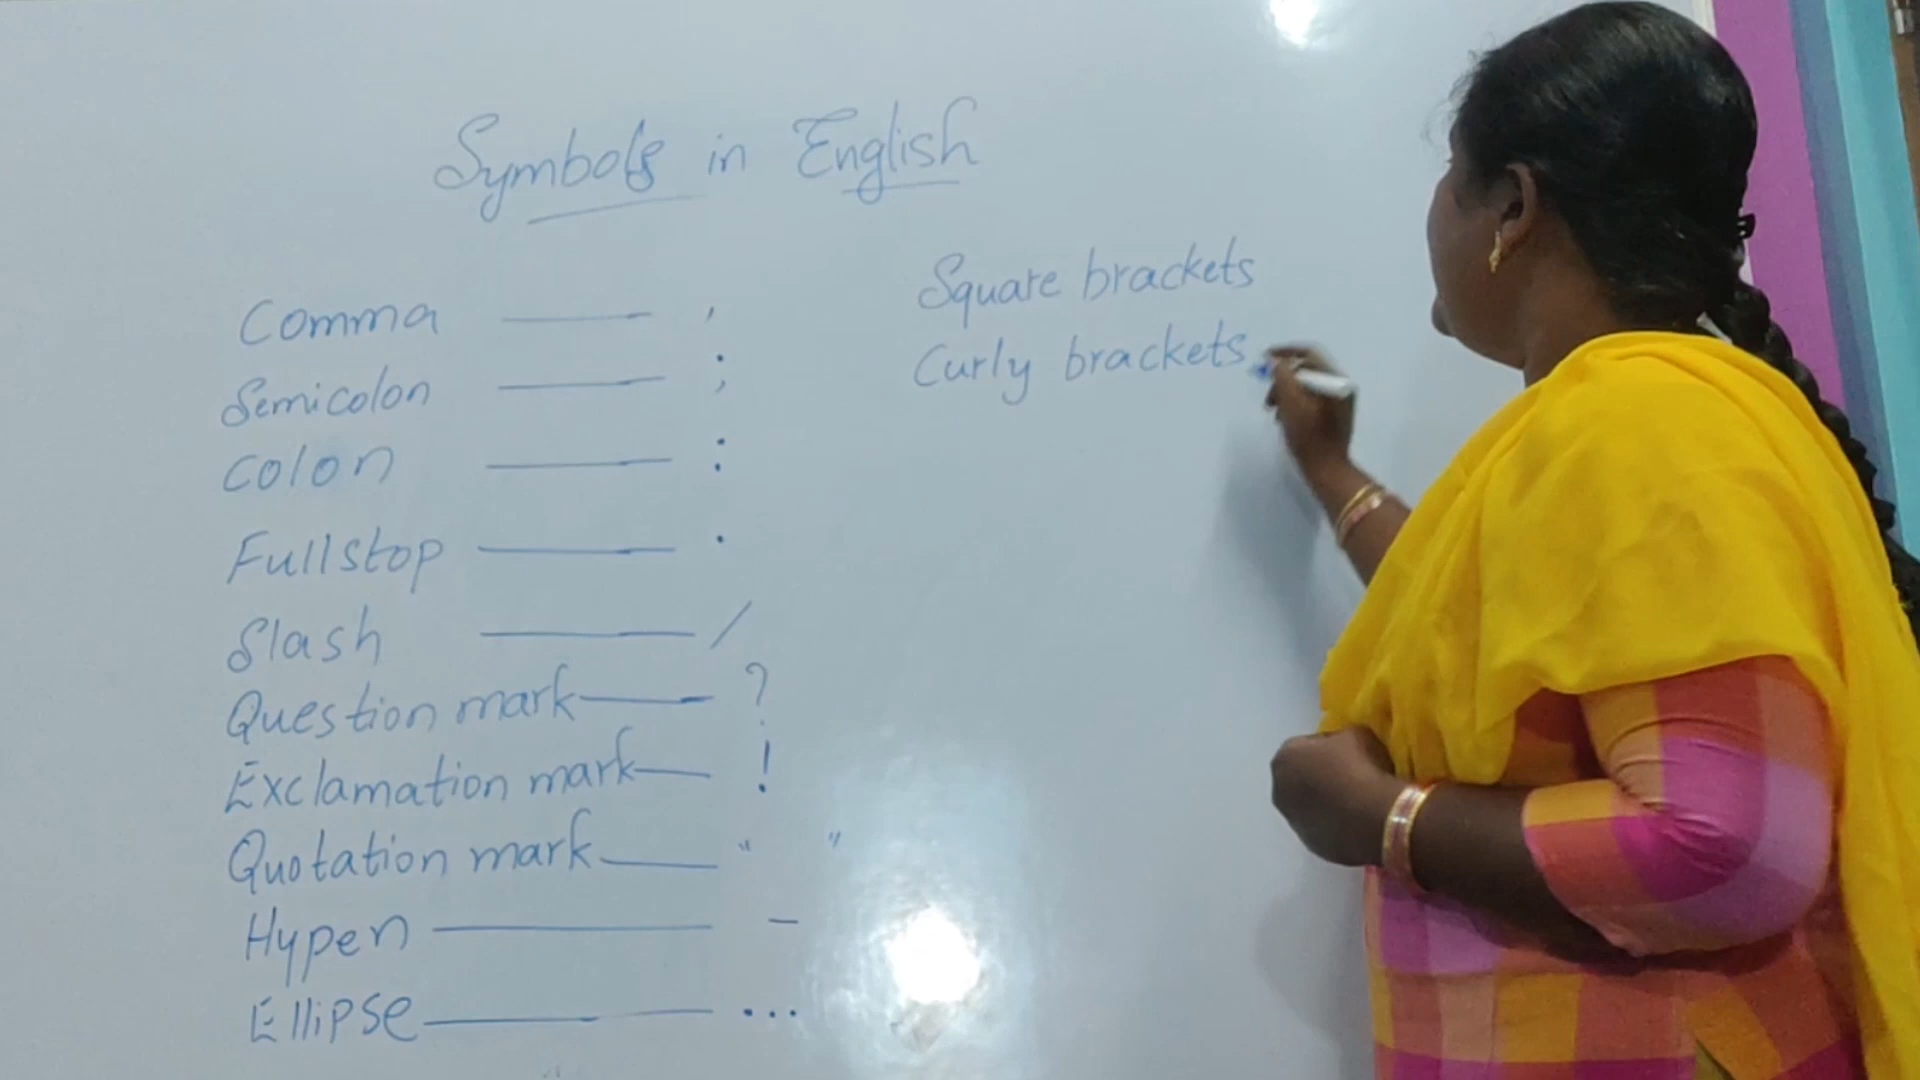 Symbols in English
Comma — ,
Semicolon — ;
Colon — :
Fullstop — .
Slash — /
Question mark — ?
Exclamation mark — !
Quotation mark — “ ”
Hypen — -
Ellipse — ...
Square brackets
Curly brackets